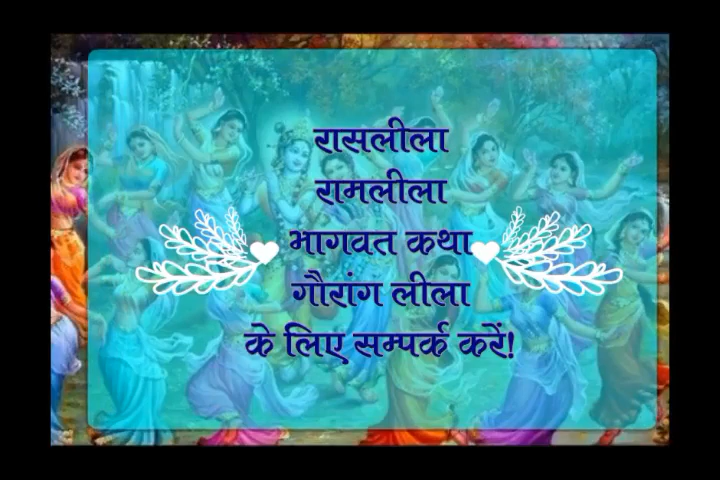 रासलीला
रामलीला
भागवत कथा
गौरांग लीला
के लिए सम्पर्क करें!